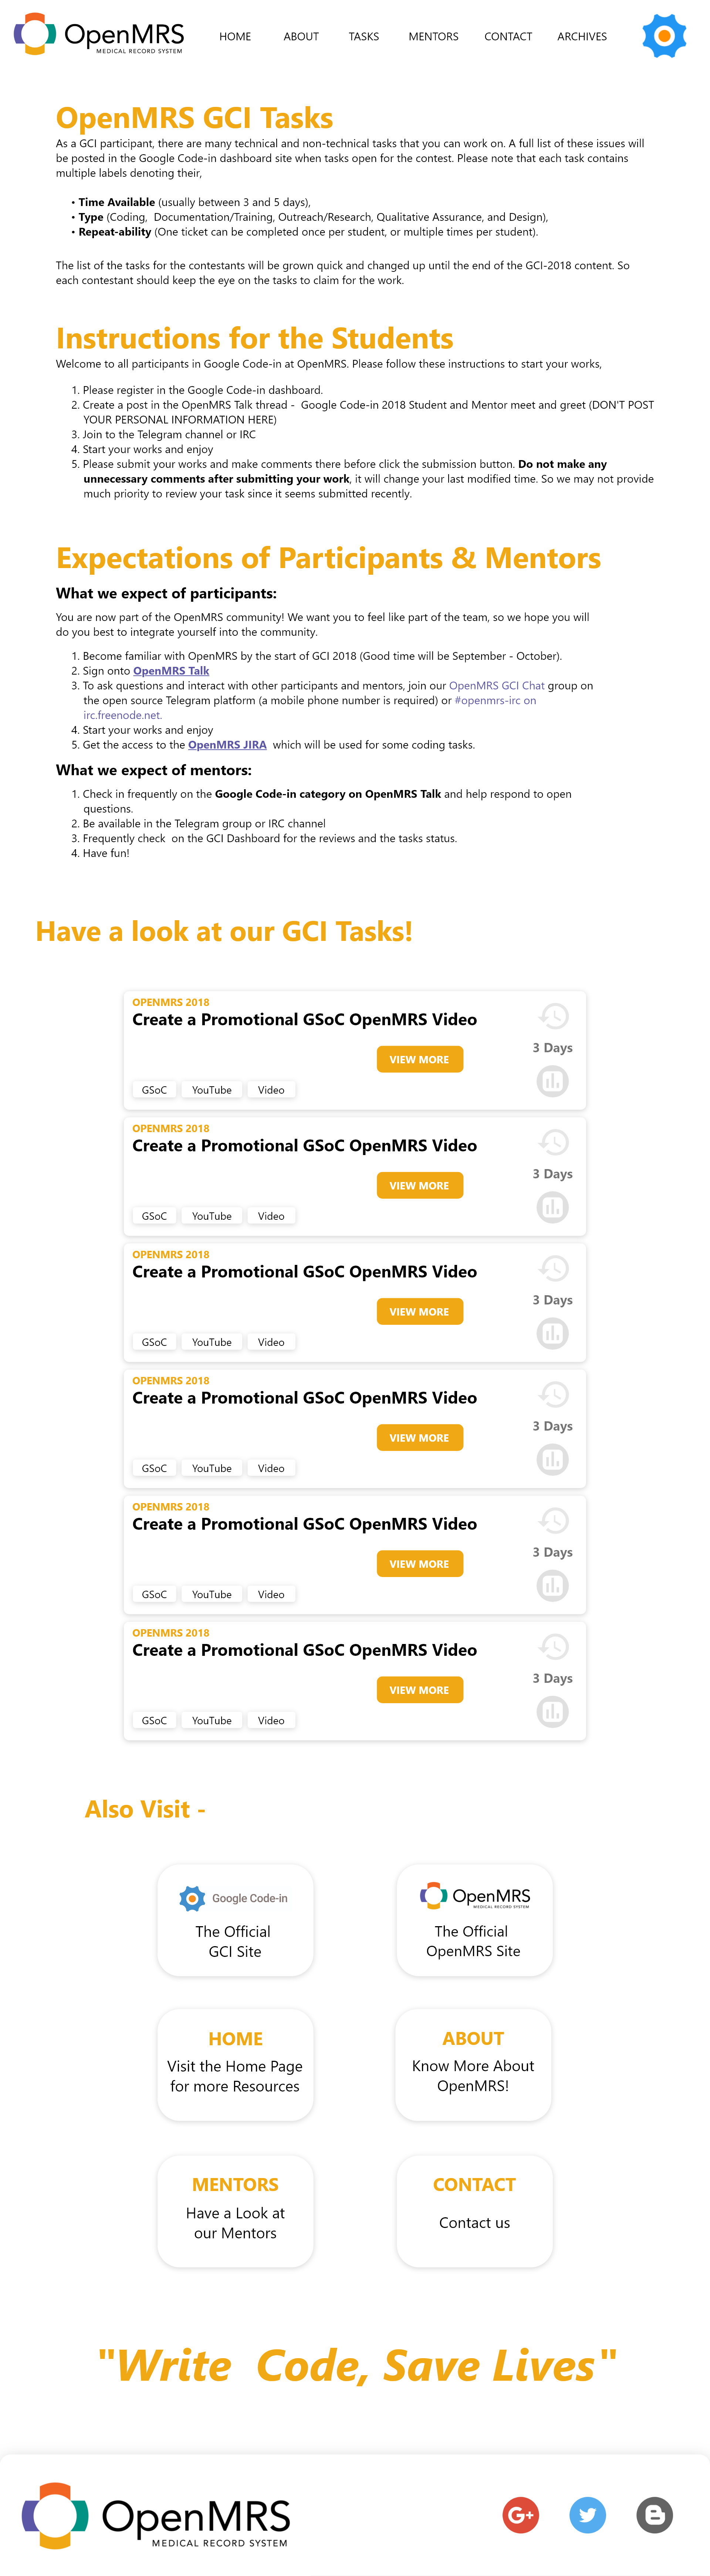 OpenMRS
MEDICAL RECORD SYSTEM
HOME ABOUT TASKS MENTORS CONTACT ARCHIVES
OpenMRS GCI Tasks
As a GCI participant, there are many technical and non-technical tasks that you can work on. A full list of these issues will
be posted in the Google Code-in dashboard site when tasks open for the contest. Please note that each task contains
multiple labels denoting their,
• Time Available (usually between 3 and 5 days),
• Type (Coding, Documentation/Training, Outreach/Research, Qualitative Assurance, and Design),
• Repeat-ability (One ticket can be completed once per student, or multiple times per student).
The list of the tasks for the contestants will be grown quick and changed up until the end of the GCI-2018 content. So
each contestant should keep the eye on the tasks to claim for the work.
Instructions for the Students
Welcome to all participants in Google Code-in at OpenMRS. Please follow these instructions to start your works,
1. Please register in the Google Code-in dashboard.
2. Create a post in the OpenMRS Talk thread - Google Code-in 2018 Student and Mentor meet and greet (DON'T POST
YOUR PERSONAL INFORMATION HERE)
3. Join to the Telegram channel or IRC
4. Start your works and enjoy
5. Please submit your works and make comments there before click the submission button. Do not make any
unnecessary comments after submitting your work, it will change your last modified time. So we may not provide
much priority to review your task since it seems submitted recently.
Expectations of Participants & Mentors
What we expect of participants:
You are now part of the OpenMRS community! We want you to feel like part of the team, so we hope you will
do you best to integrate yourself into the community.
1. Become familiar with OpenMRS by the start of GCI 2018 (Good time will be September - October).
2. Sign onto OpenMRS Talk
3. To ask questions and interact with other participants and mentors, join our OpenMRS GCI Chat group on
the open source Telegram platform (a mobile phone number is required) or #openmrs-irc on
irc.freenode.net.
4. Start your works and enjoy
5. Get the access to the OpenMRS JIRA which will be used for some coding tasks.
What we expect of mentors:
1. Check in frequently on the Google Code-in category on OpenMRS Talk and help respond to open
questions.
2. Be available in the Telegram group or IRC channel
3. Frequently check on the GCI Dashboard for the reviews and the tasks status.
4. Have fun!
Have a look at our GCI Tasks!
OPENMRS 2018
Create a Promotional GSoC OpenMRS Video
3 Days
VIEW MORE
GSoC YouTube Video
OPENMRS 2018
Create a Promotional GSoC OpenMRS Video
3 Days
VIEW MORE
GSoC YouTube Video
OPENMRS 2018
Create a Promotional GSoC OpenMRS Video
3 Days
VIEW MORE
GSoC YouTube Video
OPENMRS 2018
Create a Promotional GSoC OpenMRS Video
3 Days
VIEW MORE
GSoC YouTube Video
OPENMRS 2018
Create a Promotional GSoC OpenMRS Video
3 Days
VIEW MORE
GSoC YouTube Video
OPENMRS 2018
Create a Promotional GSoC OpenMRS Video
3 Days
VIEW MORE
GSoC YouTube Video
Also Visit -
Google Code-in
The Official
GCI Site
OpenMRS
MEDICAL RECORD SYSTEM
The Official
OpenMRS Site
HOME
Visit the Home Page
for more Resources
ABOUT
Know More About
OpenMRS!
MENTORS
Have a Look at
our Mentors
CONTACT
Contact us
"Write Code, Save Lives"
OpenMRS
MEDICAL RECORD SYSTEM
G+